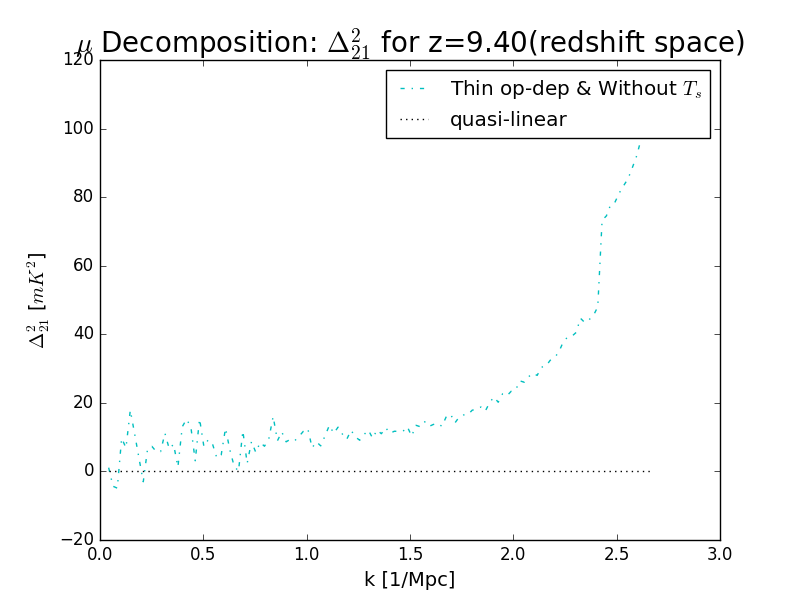 μ Decomposition: Δ²₂₁ for z=9.40(redshift space)
120
Thin op-dep & Without Tₛ
quasi-linear
100
80
60
40
20
0
−20
Δ²₂₁ [mK²]
0.0 0.5 1.0 1.5 2.0 2.5 3.0
k [1/Mpc]